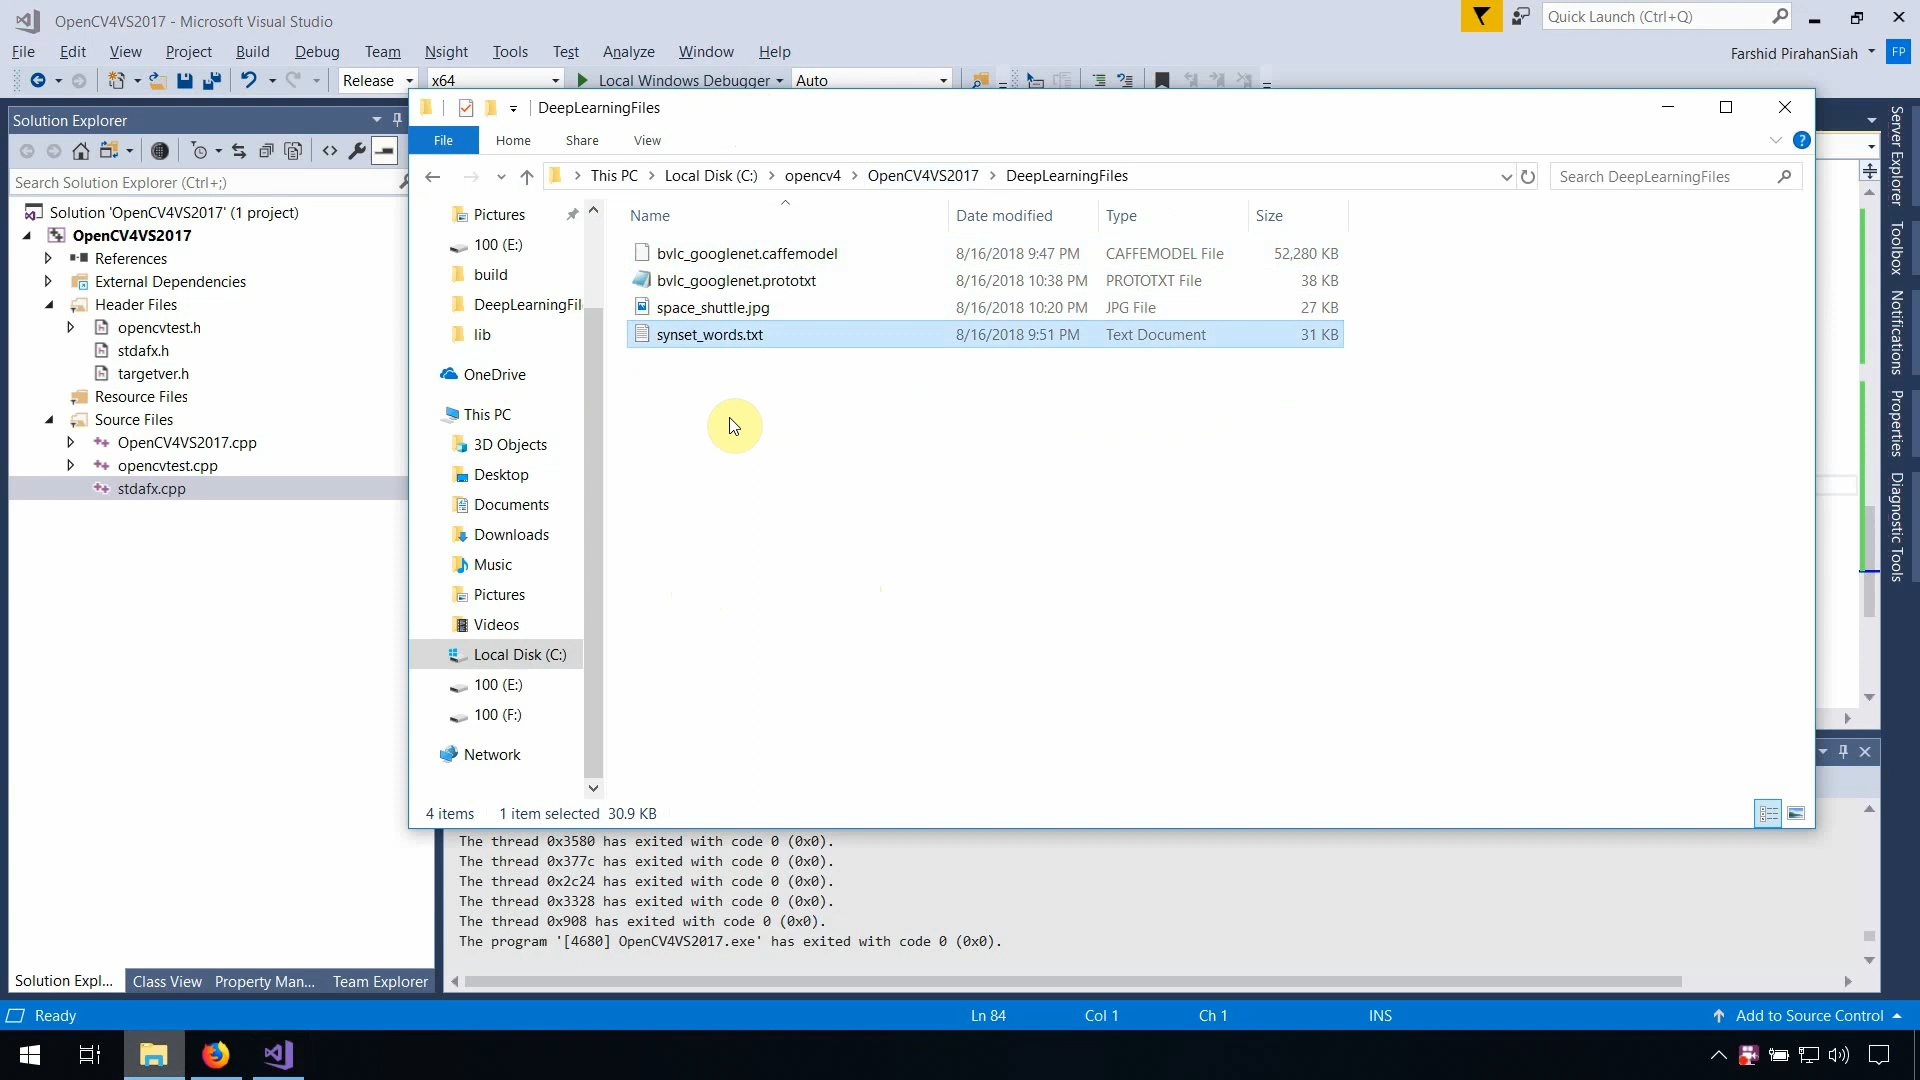 OpenCV4VS2017 - Microsoft Visual Studio
Quick Launch (Ctrl+Q)
File Edit View Project Build Debug Team Nsight Tools Test Analyze Window Help
Farshid PirahanSiah
FP
Release x64 Local Windows Debugger Auto
Solution Explorer
Search Solution Explorer (Ctrl+;)
Solution 'OpenCV4VS2017' (1 project)
OpenCV4VS2017
References
External Dependencies
Header Files
opencvtest.h
stdafx.h
targetver.h
Resource Files
Source Files
OpenCV4VS2017.cpp
opencvtest.cpp
stdafx.cpp
Solution Expl... Class View Property Man... Team Explorer
DeepLearningFiles
File Home Share View
This PC Local Disk (C:) opencv4 OpenCV4VS2017 DeepLearningFiles
Search DeepLearningFiles
Pictures
100 (E:)
build
DeepLearningFil
lib
OneDrive
This PC
3D Objects
Desktop
Documents
Downloads
Music
Pictures
Videos
Local Disk (C:)
100 (E:)
100 (F:)
Network
Name Date modified Type Size
bvlc_googlenet.caffemodel 8/16/2018 9:47 PM CAFFEMODEL File 52,280 KB
bvlc_googlenet.prototxt 8/16/2018 10:38 PM PROTOTXT File 38 KB
space_shuttle.jpg 8/16/2018 10:20 PM JPG File 27 KB
synset_words.txt 8/16/2018 9:51 PM Text Document 31 KB
4 items 1 item selected 30.9 KB
Server Explorer
Toolbox
Notifications
Properties
Diagnostic Tools
The thread 0x3580 has exited with code 0 (0x0).
The thread 0x377c has exited with code 0 (0x0).
The thread 0x2c24 has exited with code 0 (0x0).
The thread 0x3328 has exited with code 0 (0x0).
The thread 0x908 has exited with code 0 (0x0).
The program '[4680] OpenCV4VS2017.exe' has exited with code 0 (0x0).
Ready Ln 84 Col 1 Ch 1 INS Add to Source Control